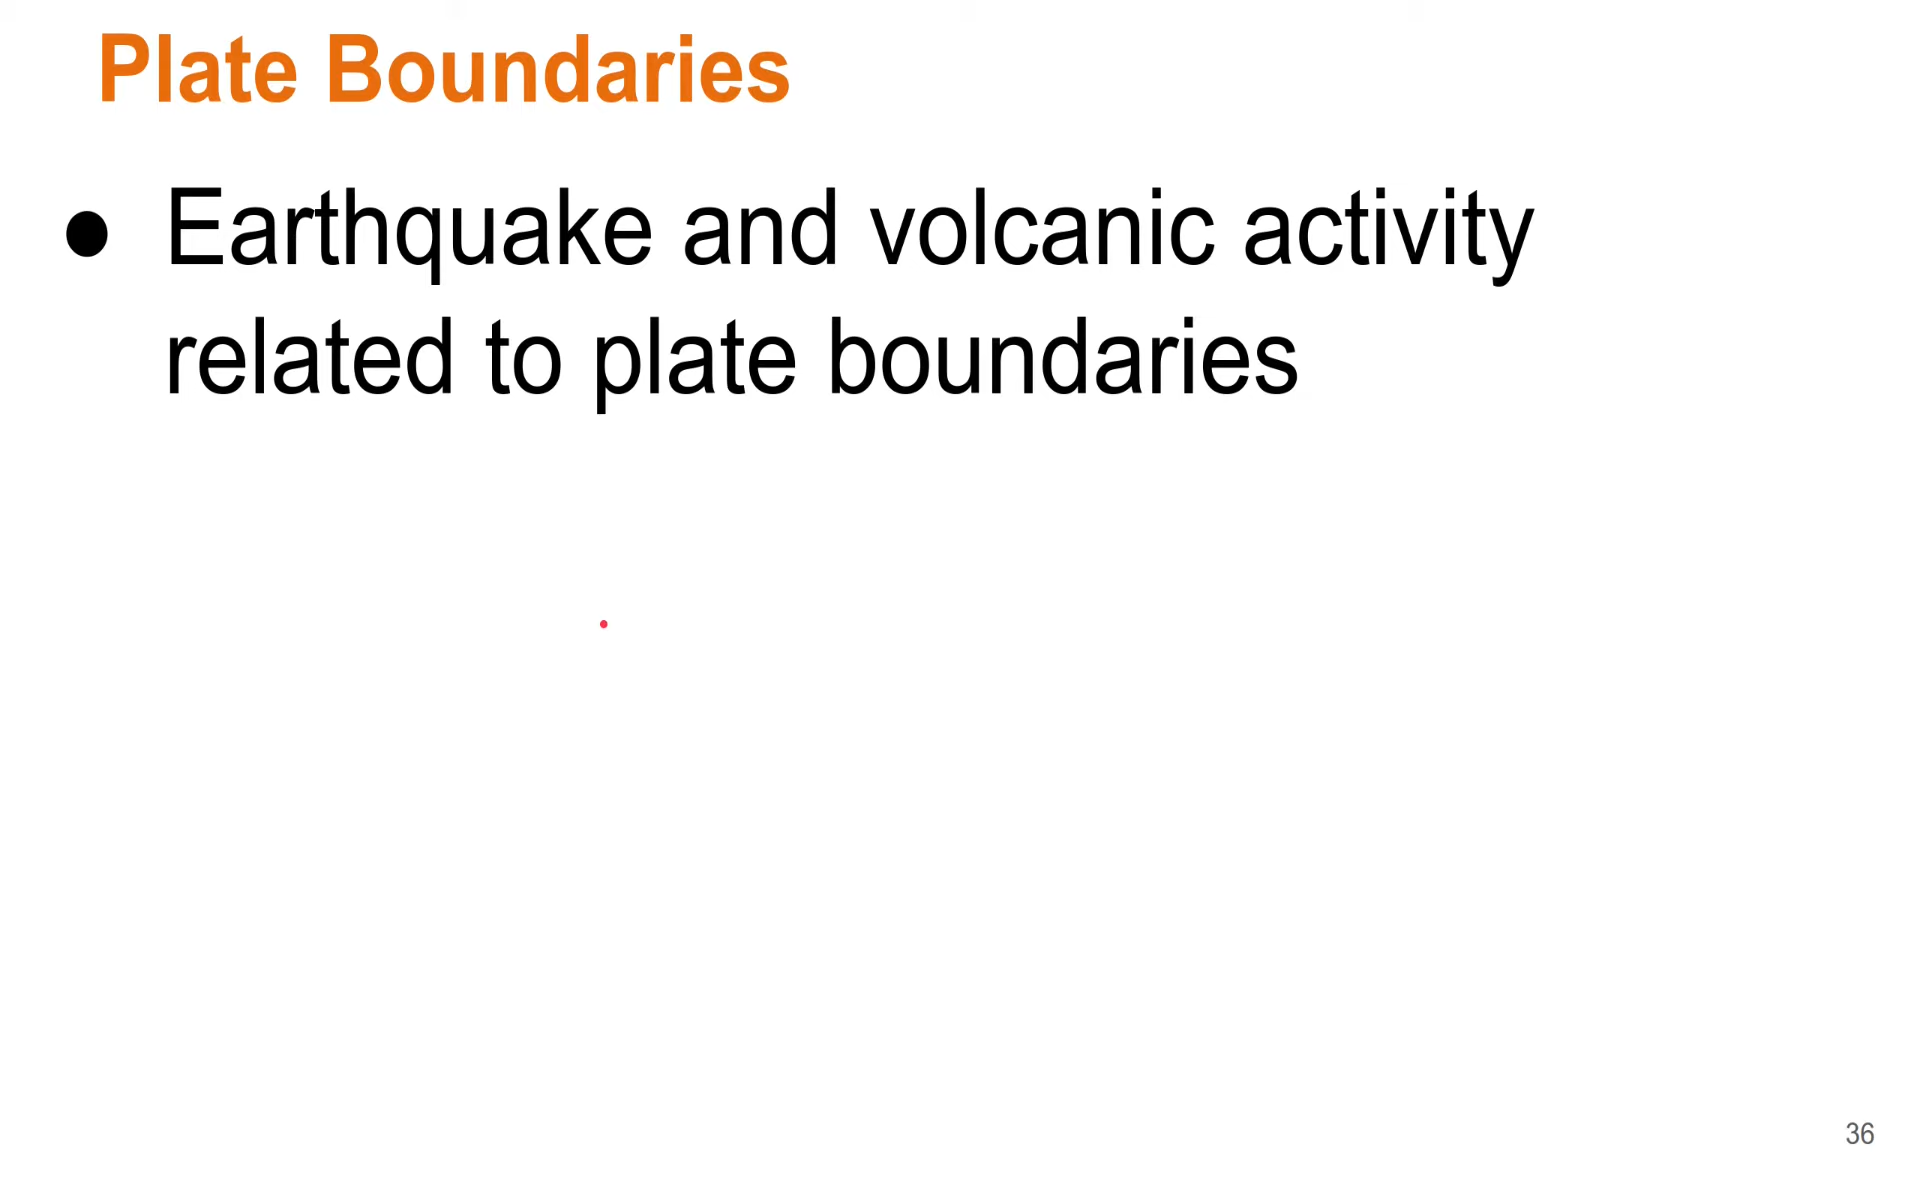 Plate Boundaries
● Earthquake and volcanic activity
related to plate boundaries
36